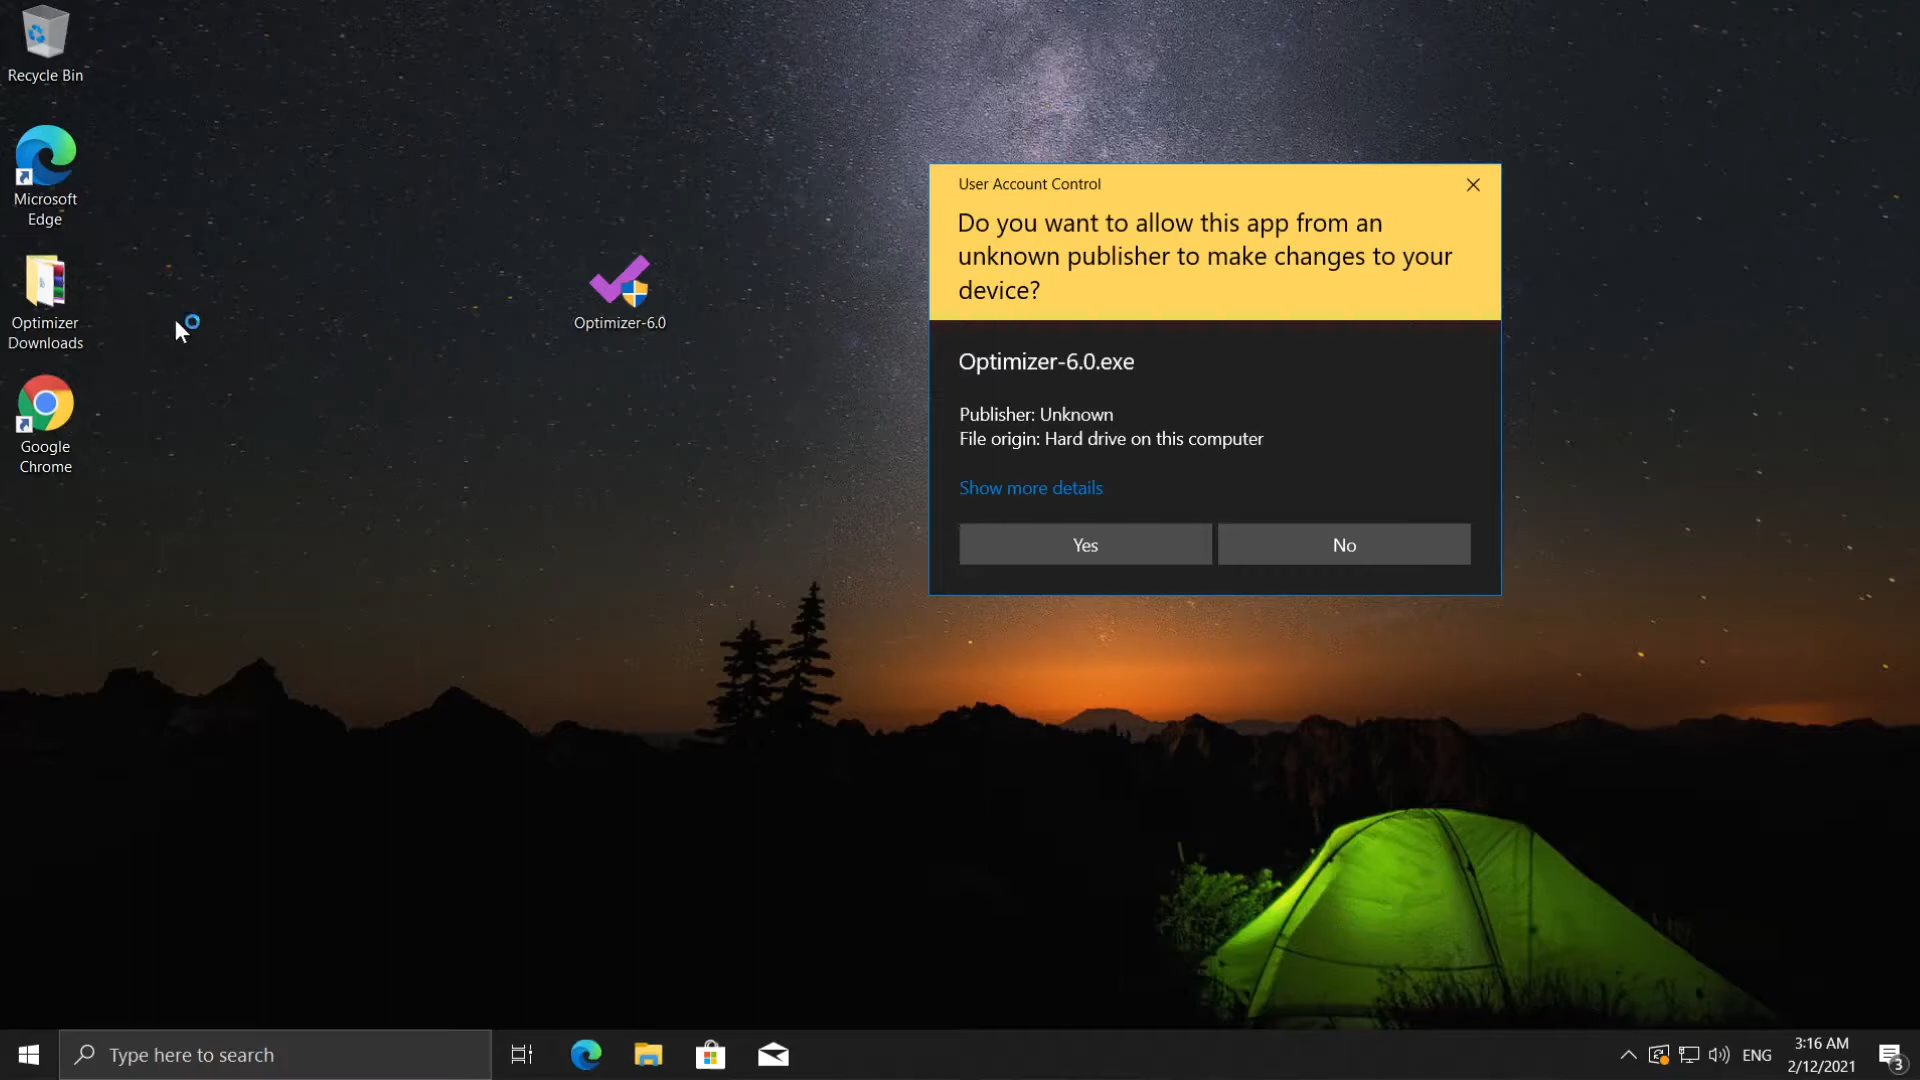 Recycle Bin
Microsoft
Edge
Optimizer
Downloads
Google
Chrome
Optimizer-6.0
User Account Control
Do you want to allow this app from an
unknown publisher to make changes to your
device?
Optimizer-6.0.exe
Publisher: Unknown
File origin: Hard drive on this computer
Show more details
Yes
No
Type here to search
ENG
3:16 AM
2/12/2021
3